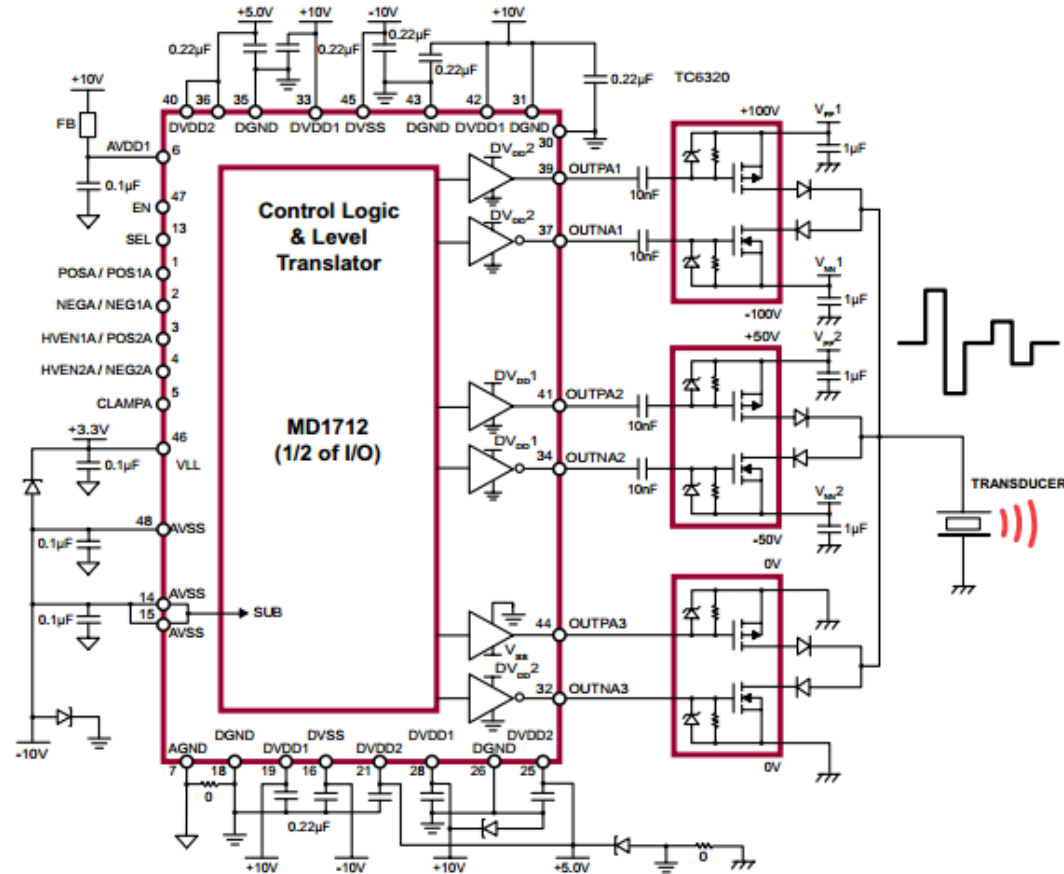 +5.0V
+10V
-10V
+10V
0.22µF
0.22µF
0.22µF
0.22µF
0.22µF
TC6320
+10V
FB
40
36
35
33
45
43
42
31
DVDD2
DGND
DVDD1
DVSS
DGND
DVDD1
DGND
30
+100V
VPP1
1µF
AVDD1
6
0.1µF
DVDD2
39
OUTPA1
10nF
47
EN
Control Logic
& Level
Translator
DVDD2
37
OUTNA1
10nF
13
SEL
1
POSA / POS1A
VNN1
1µF
2
NEGA / NEG1A
-100V
3
HVEN1A / POS2A
+50V
VPP2
1µF
4
HVEN2A / NEG2A
DVDD1
41
OUTPA2
10nF
5
CLAMPA
MD1712
(1/2 of I/O)
DVDD1
34
OUTNA2
10nF
+3.3V
46
VLL
0.1µF
TRANSDUCER
VNN2
1µF
48
AVSS
0.1µF
-50V
0V
14
AVSS
15
AVSS
0.1µF
SUB
44
OUTPA3
VSS
DVDD2
32
OUTNA3
-10V
AGND
DGND
DVDD1
DVSS
DVDD2
DVDD1
DGND
DVDD2
0V
7
18
19
16
21
28
26
25
0
0.22µF
0
+10V
-10V
+10V
+5.0V